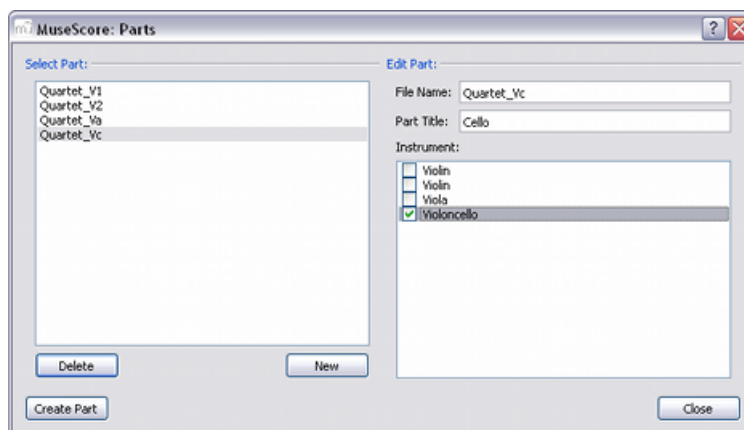 MuseScore: Parts
Select Part:
Quartet_V1
Quartet_V2
Quartet_Va
Quartet_Vc
Delete
New
Create Part
Edit Part:
File Name: Quartet_Vc
Part Title: Cello
Instrument:
Violin
Violin
Viola
Violoncello
Close